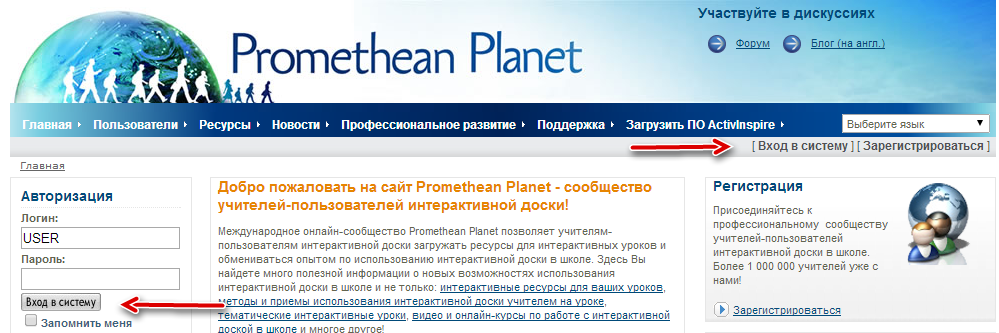 Участвуйте в дискуссиях
Форум Блог (на англ.)
Promethean Planet
Главная Пользователи Ресурсы Новости Профессиональное развитие Поддержка Загрузить ПО ActivInspire Выберите язык
[ Вход в систему ] [ Зарегистрироваться ]
Главная
Авторизация
Логин:
USER
Пароль:
Вход в систему
Запомнить меня
Добро пожаловать на сайт Promethean Planet - сообщество
учителей-пользователей интерактивной доски!
Международное онлайн-сообщество Promethean Planet позволяет учителям-
пользователям интерактивной доски загружать ресурсы для интерактивных уроков и
обмениваться опытом по использованию интерактивной доски в школе. Здесь Вы
найдете много полезной информации о новых возможностях использования
интерактивной доски в школе и не только: интерактивные ресурсы для ваших уроков,
методы и приемы использования интерактивной доски учителем на уроке,
тематические интерактивные уроки, видео и онлайн-курсы по работе с интерактивной
доской в школе и многое другое!
Регистрация
Присоединяйтесь к
профессиональному сообществу
учителей-пользователей
интерактивной доски в школе.
Более 1 000 000 учителей уже с
нами!
Зарегистрироваться